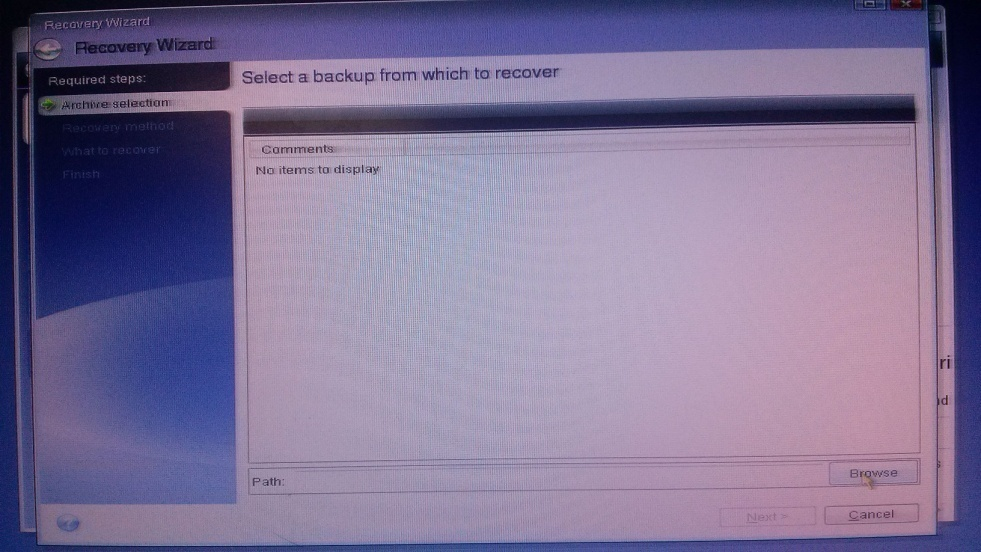 Recovery Wizard
Recovery Wizard
Required steps:
Archive selection
Recovery method
What to recover
Finish
Select a backup from which to recover
Comments
No items to display
Path:
Browse
Next >
Cancel
ri
nd
s